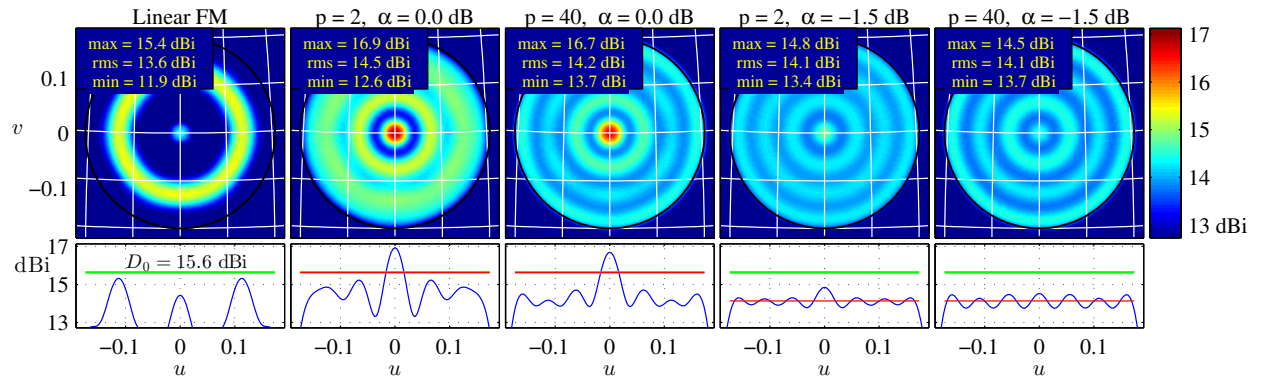 Linear FM
p = 2, α = 0.0 dB
p = 40, α = 0.0 dB
p = 2, α = −1.5 dB
p = 40, α = −1.5 dB
max = 15.4 dBi
rms = 13.6 dBi
min = 11.9 dBi
max = 16.9 dBi
rms = 14.5 dBi
min = 12.6 dBi
max = 16.7 dBi
rms = 14.2 dBi
min = 13.7 dBi
max = 14.8 dBi
rms = 14.1 dBi
min = 13.4 dBi
max = 14.5 dBi
rms = 14.1 dBi
min = 13.7 dBi
0.1
v 0
−0.1
17
16
15
14
13 dBi
17
dBi
15
13
D0 = 15.6 dBi
−0.1 0 0.1
u
−0.1 0 0.1
u
−0.1 0 0.1
u
−0.1 0 0.1
u
−0.1 0 0.1
u